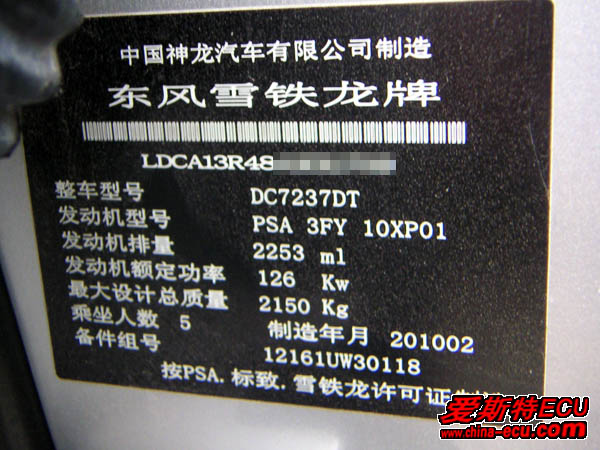 中国神龙汽车有限公司制造
东风雪铁龙牌
LDCA13R48
整车型号 DC7237DT
发动机型号 PSA 3FY 10XP01
发动机排量 2253 ml
发动机额定功率 126 Kw
最大设计总质量 2150 Kg
乘坐人数 5 制造年月 201002
备件组号 12161UW30118
按PSA.标致.雪铁龙许可证
爱斯特ECU
www.china-ecu.com